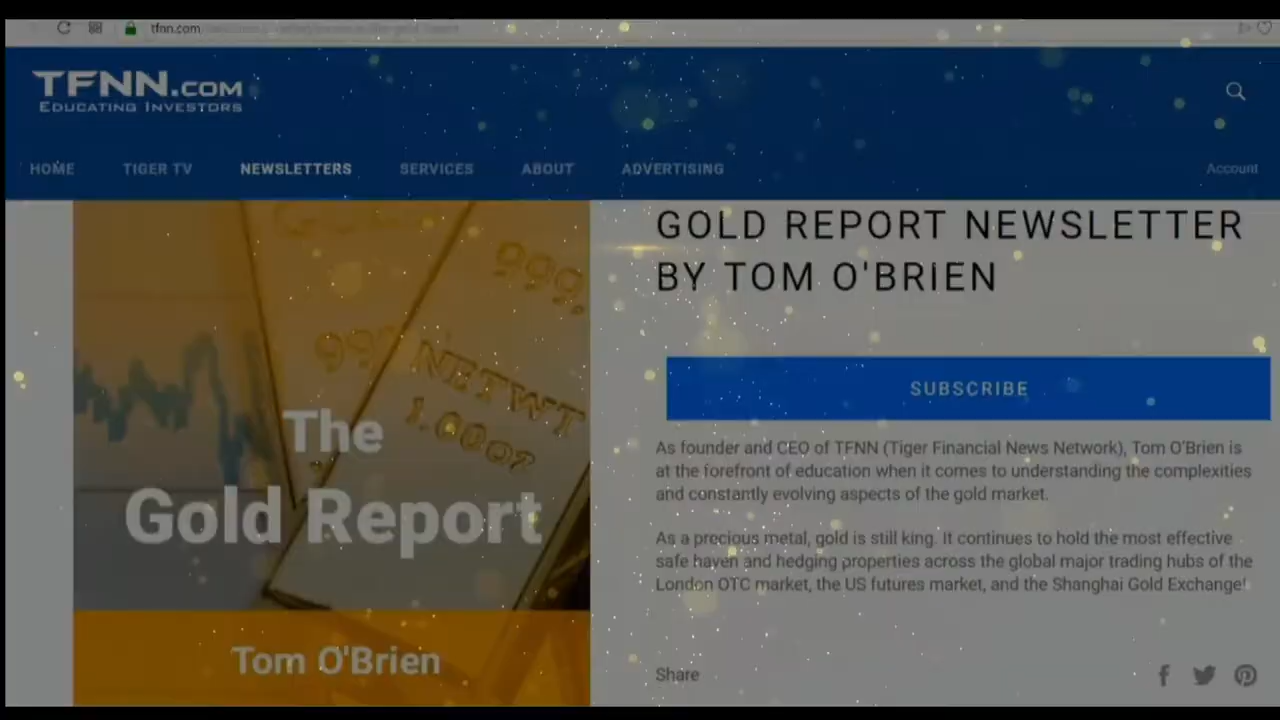 tfnn.com
TFNN.COM
EDUCATING INVESTORS
HOME TIGER TV NEWSLETTERS SERVICES ABOUT ADVERTISING Account
GOLD REPORT NEWSLETTER
BY TOM O'BRIEN
999.
NETWT
1.00OZ
The
Gold Report
Tom O'Brien
SUBSCRIBE
As founder and CEO of TFNN (Tiger Financial News Network), Tom O'Brien is
at the forefront of education when it comes to understanding the complexities
and constantly evolving aspects of the gold market.
As a precious metal, gold is still king. It continues to hold the most effective
safe haven and hedging properties across the global major trading hubs of the
London OTC market, the US futures market, and the Shanghai Gold Exchange!
Share